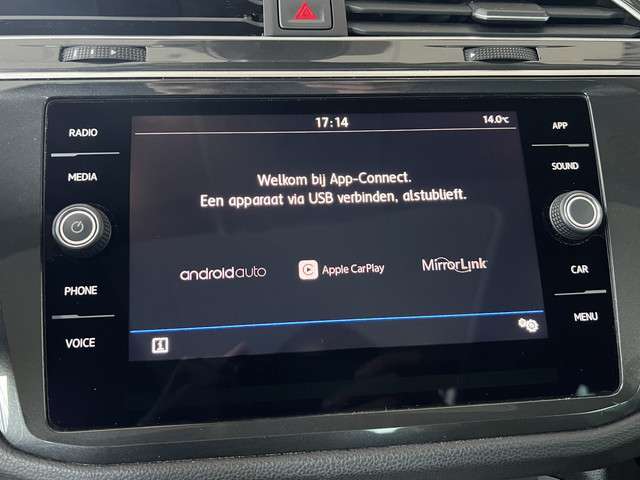 17:14
14.0°C
RADIO
MEDIA
PHONE
VOICE
Welkom bij App-Connect.
Een apparaat via USB verbinden, alstublieft.
androidauto
Apple CarPlay
MirrorLink
APP
SOUND
CAR
MENU